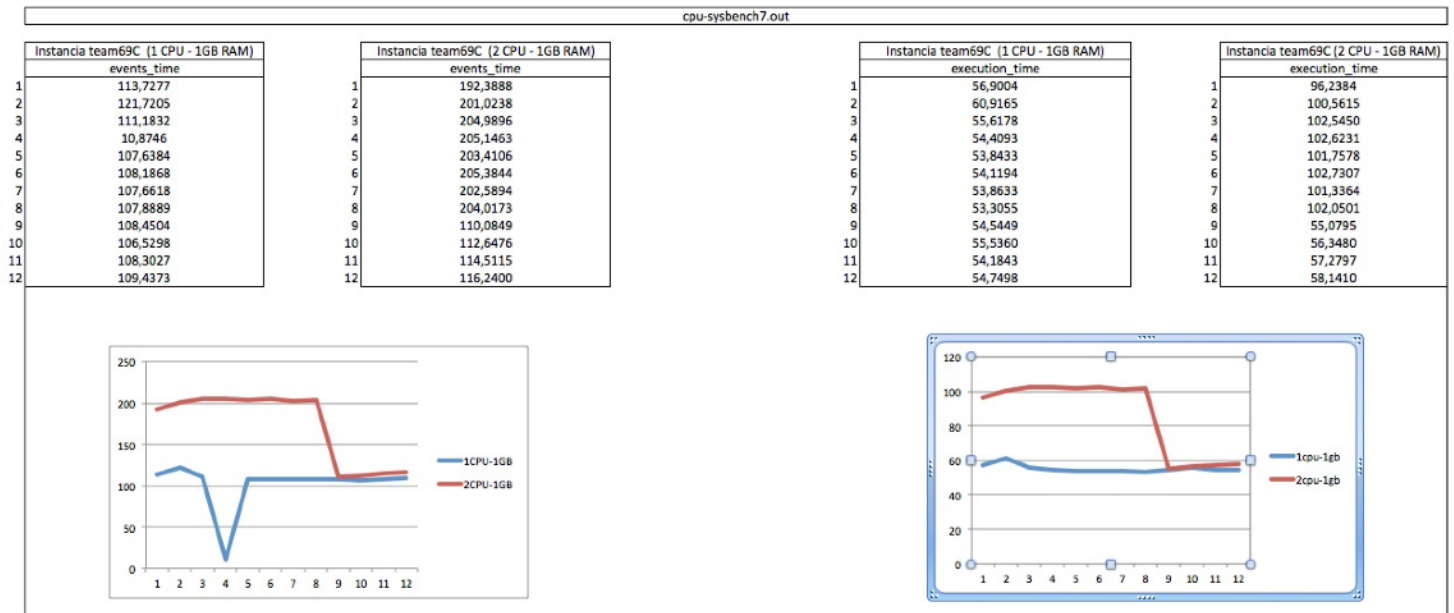 cpu-sysbench7.out
Instancia team69C (1 CPU - 1GB RAM) Instancia team69C (2 CPU - 1GB RAM) Instancia team69C (1 CPU - 1GB RAM) Instancia team69C (2 CPU - 1GB RAM)
events_time events_time execution_time execution_time
1 113,7277 1 192,3888 1 56,9004 1 96,2384
2 121,7205 2 201,0238 2 60,9165 2 100,5615
3 111,1832 3 204,9896 3 55,6178 3 102,5450
4 10,8746 4 205,1463 4 54,4093 4 102,6231
5 107,6384 5 203,4106 5 53,8433 5 101,7578
6 108,1868 6 205,3844 6 54,1194 6 102,7307
7 107,6618 7 202,5894 7 53,8633 7 101,3364
8 107,8889 8 204,0173 8 53,3055 8 102,0501
9 108,4504 9 110,0849 9 54,5449 9 55,0795
10 106,5298 10 112,6476 10 55,5360 10 56,3480
11 108,3027 11 114,5115 11 54,1843 11 57,2797
12 109,4373 12 116,2400 12 54,7498 12 58,1410
250
200
150
100
50
0
1 2 3 4 5 6 7 8 9 10 11 12
1CPU-1GB
2CPU-1GB
120
100
80
60
40
20
0
1 2 3 4 5 6 7 8 9 10 11 12
1cpu-1gb
2cpu-1gb